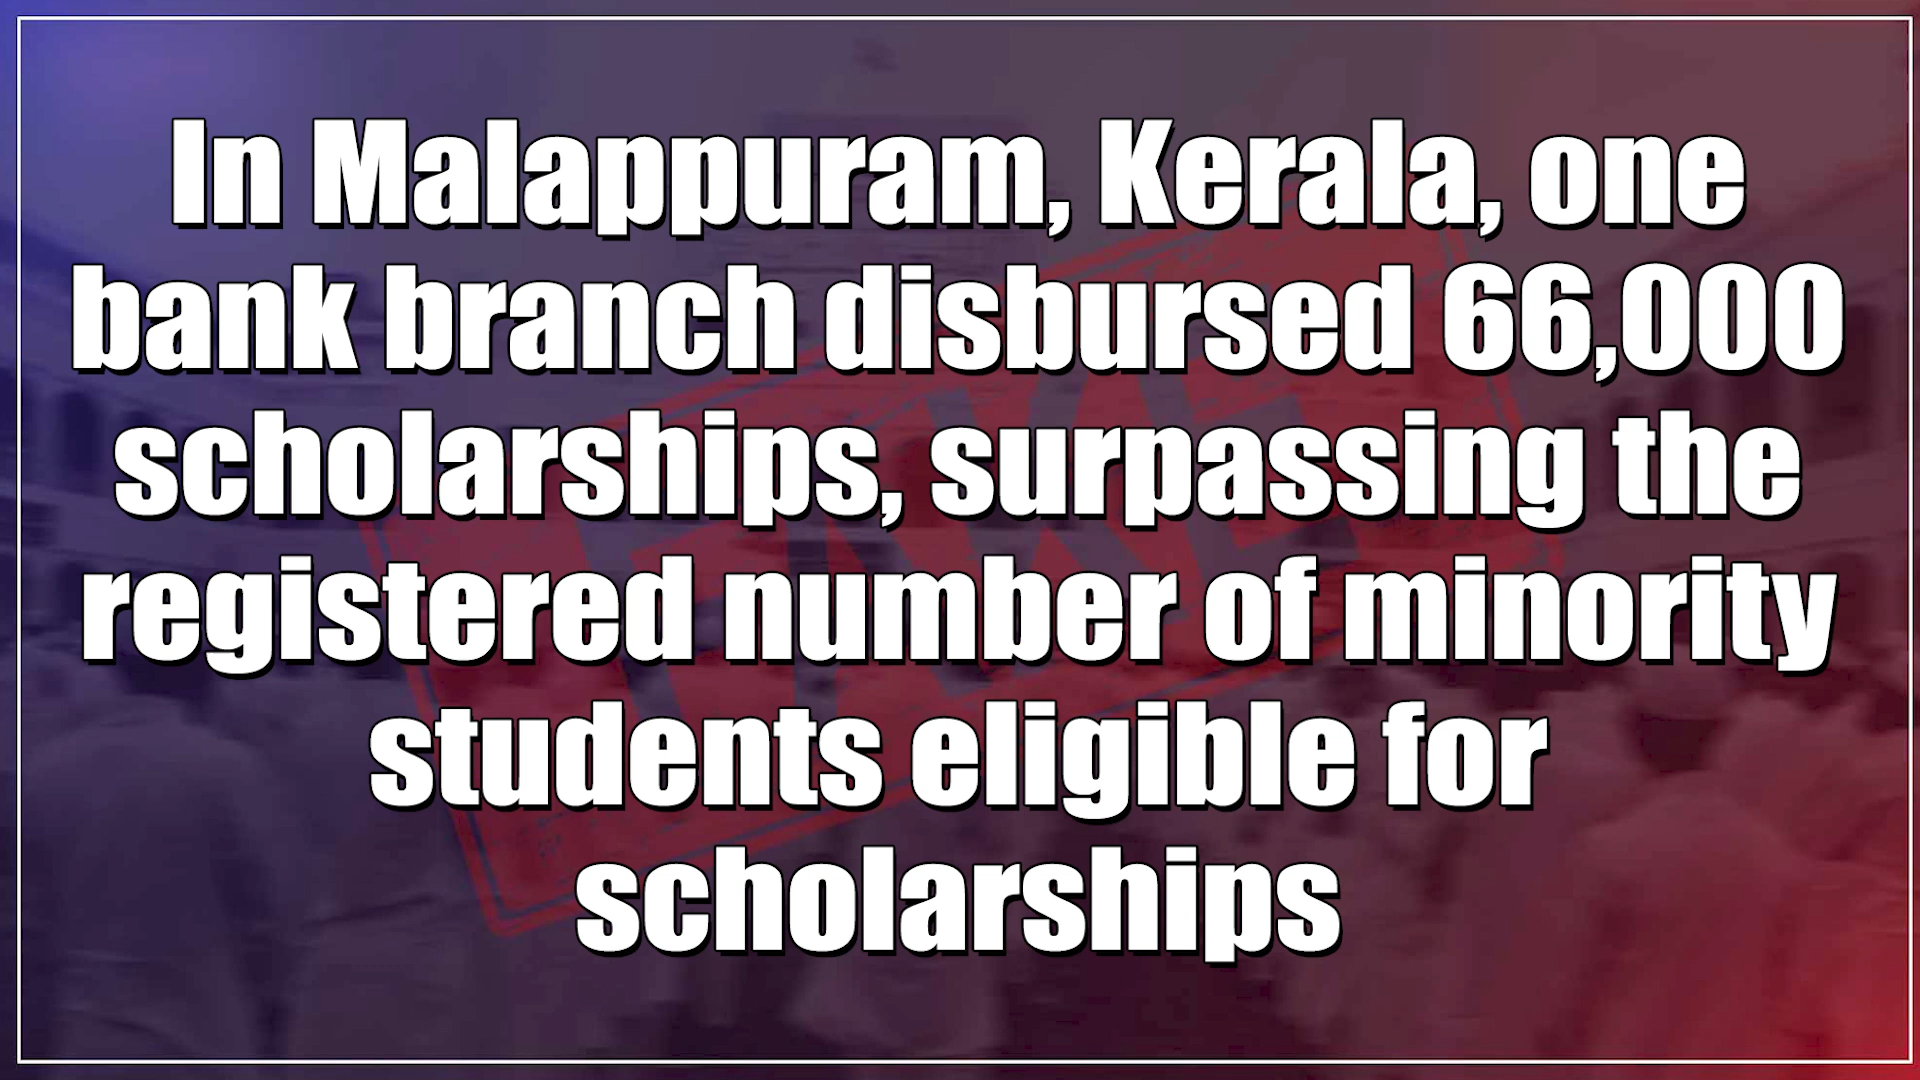 In Malappuram, Kerala, one
bank branch disbursed 66,000
scholarships, surpassing the
registered number of minority
students eligible for
scholarships
FAKE